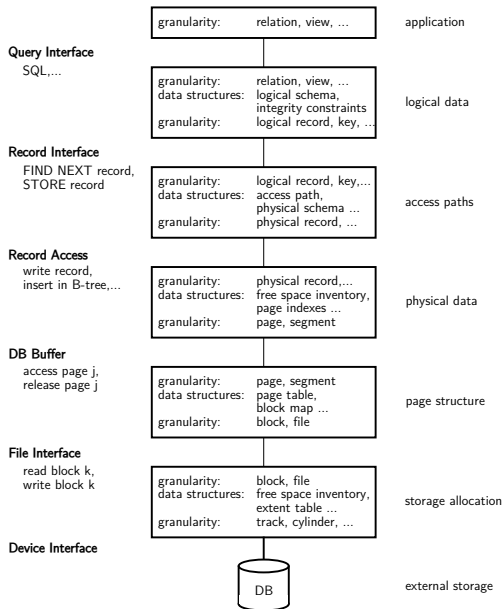 granularity: relation, view, ... application
Query Interface
SQL,...
granularity: relation, view, ...
data structures: logical schema,
integrity constraints
logical data
granularity: logical record, key, ...
Record Interface
FIND NEXT record,
STORE record
granularity: logical record, key,...
data structures: access path,
physical schema ...
access paths
granularity: physical record, ...
Record Access
write record,
insert in B-tree,...
granularity: physical record,...
data structures: free space inventory,
page indexes ...
physical data
granularity: page, segment
DB Buffer
access page j,
release page j
granularity: page, segment
data structures: page table,
block map ...
page structure
granularity: block, file
File Interface
read block k,
write block k
granularity: block, file
data structures: free space inventory,
extent table ...
storage allocation
granularity: track, cylinder, ...
Device Interface
DB
external storage